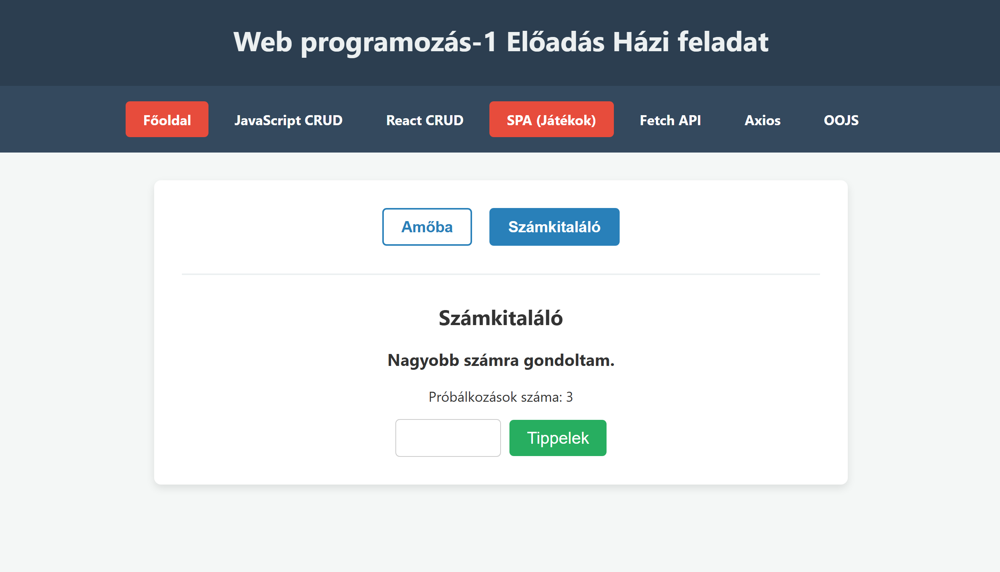 Web programozás-1 Előadás Házi feladat
Főoldal JavaScript CRUD React CRUD SPA (Játékok) Fetch API Axios OOJS
Amőba Számkitaláló
Számkitaláló
Nagyobb számra gondoltam.
Próbálkozások száma: 3
Tippelek